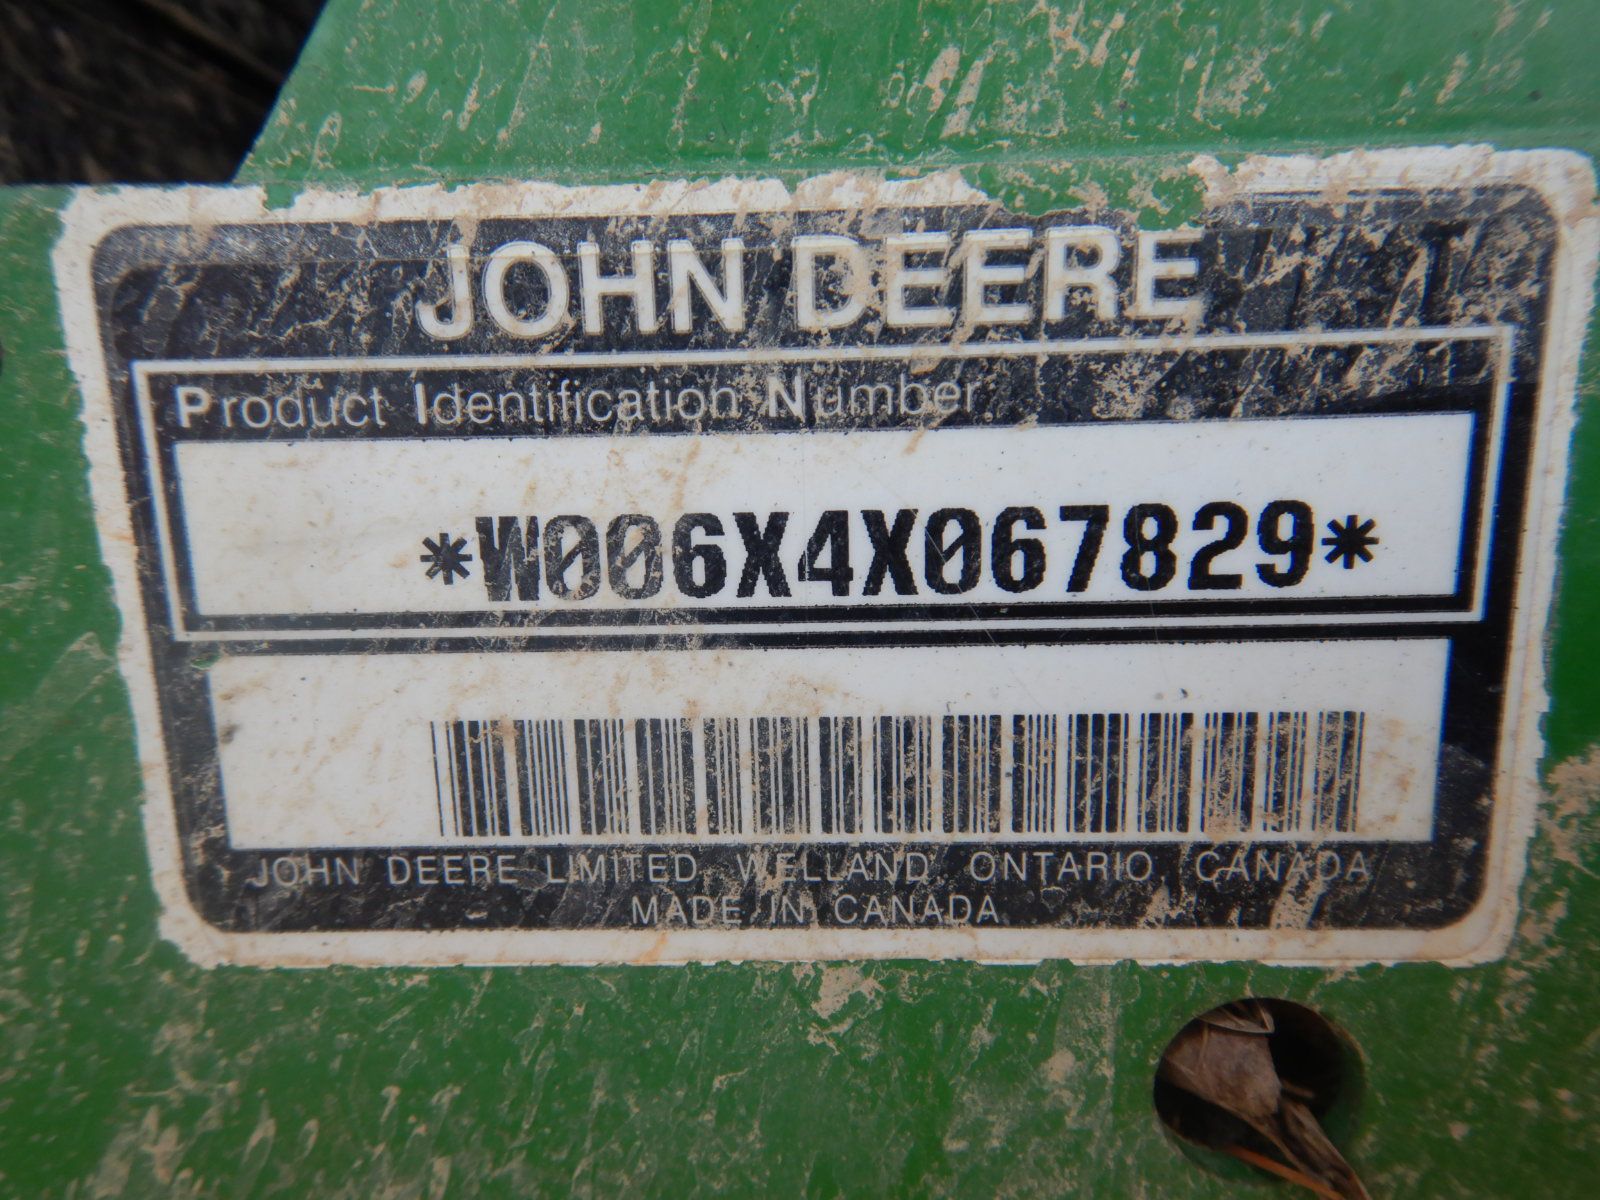 JOHN DEERE
Product Identification Number
*W006X4X067829*
JOHN DEERE LIMITED, WELLAND, ONTARIO, CANADA
MADE IN CANADA